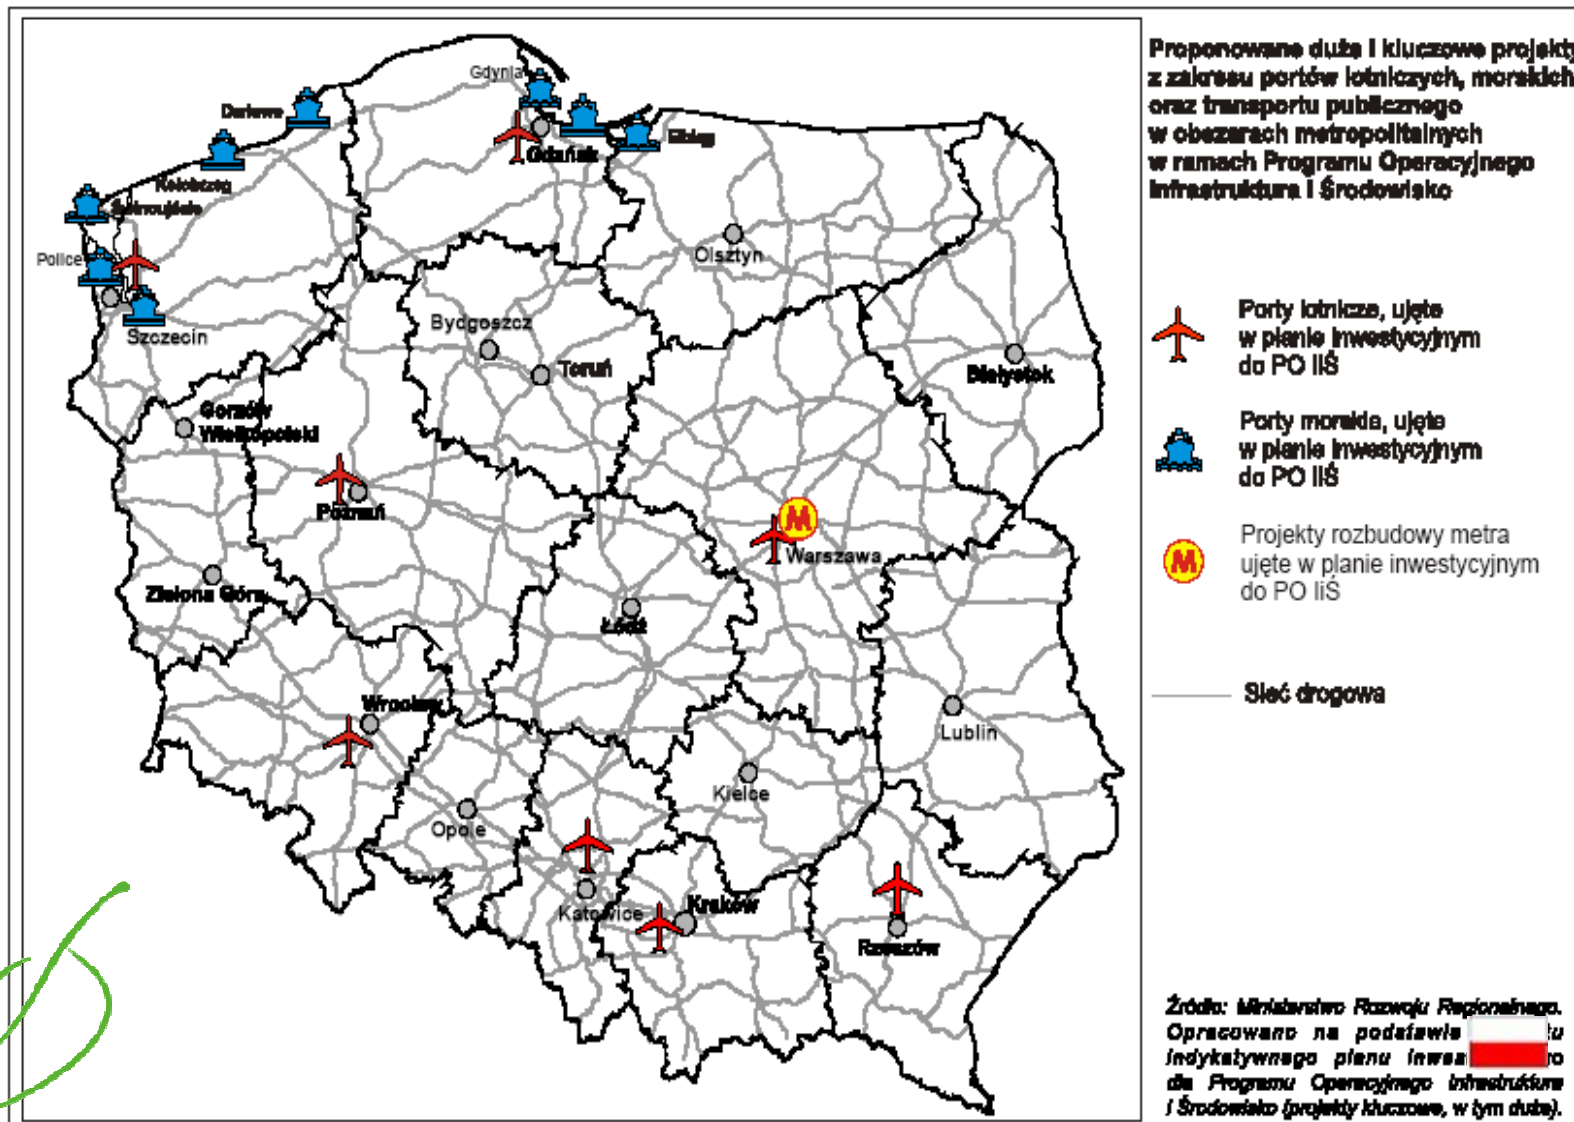 Proponowane duże i kluczowe projekty
z zakresu portów lotniczych, morskich
oraz transportu publicznego
w obszarach metropolitalnych
w ramach Programu Operacyjnego
Infrastruktura i Środowisko
Porty lotnicze, ujęte
w planie inwestycyjnym
do PO IiŚ
Porty morskie, ujęte
w planie inwestycyjnym
do PO IiŚ
Projekty rozbudowy metra
ujęte w planie inwestycyjnym
do PO IiŚ
Sieć drogowa
Gdynia
Darłowo
Elbląg
Gdańsk
Kołobrzeg
Świnoujście
Olsztyn
Police
Bydgoszcz
Szczecin
Toruń
Białystok
Gorzów
Wielkopolski
Poznań
M
Warszawa
Zielona Góra
Łódź
Wrocław
Lublin
Kielce
Opole
Katowice
Kraków
Rzeszów
Źródło: Ministerstwo Rozwoju Regionalnego.
Opracowano na podstawie
indykatywnego planu
dla Programu Operacyjnego Infrastruktura
i Środowisko (projekty kluczowe, w tym duże).